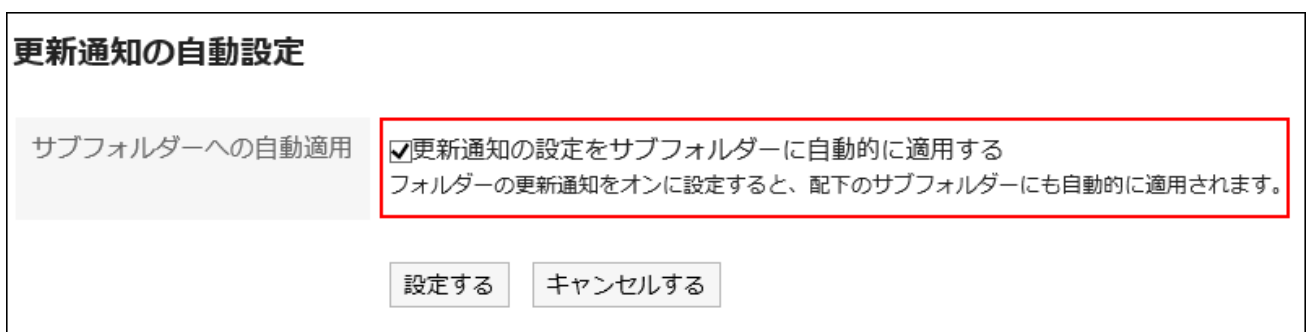 更新通知の自動設定
サブフォルダーへの自動適用
更新通知の設定をサブフォルダーに自動的に適用する
フォルダーの更新通知をオンに設定すると、配下のサブフォルダーにも自動的に適用されます。
設定する
キャンセルする